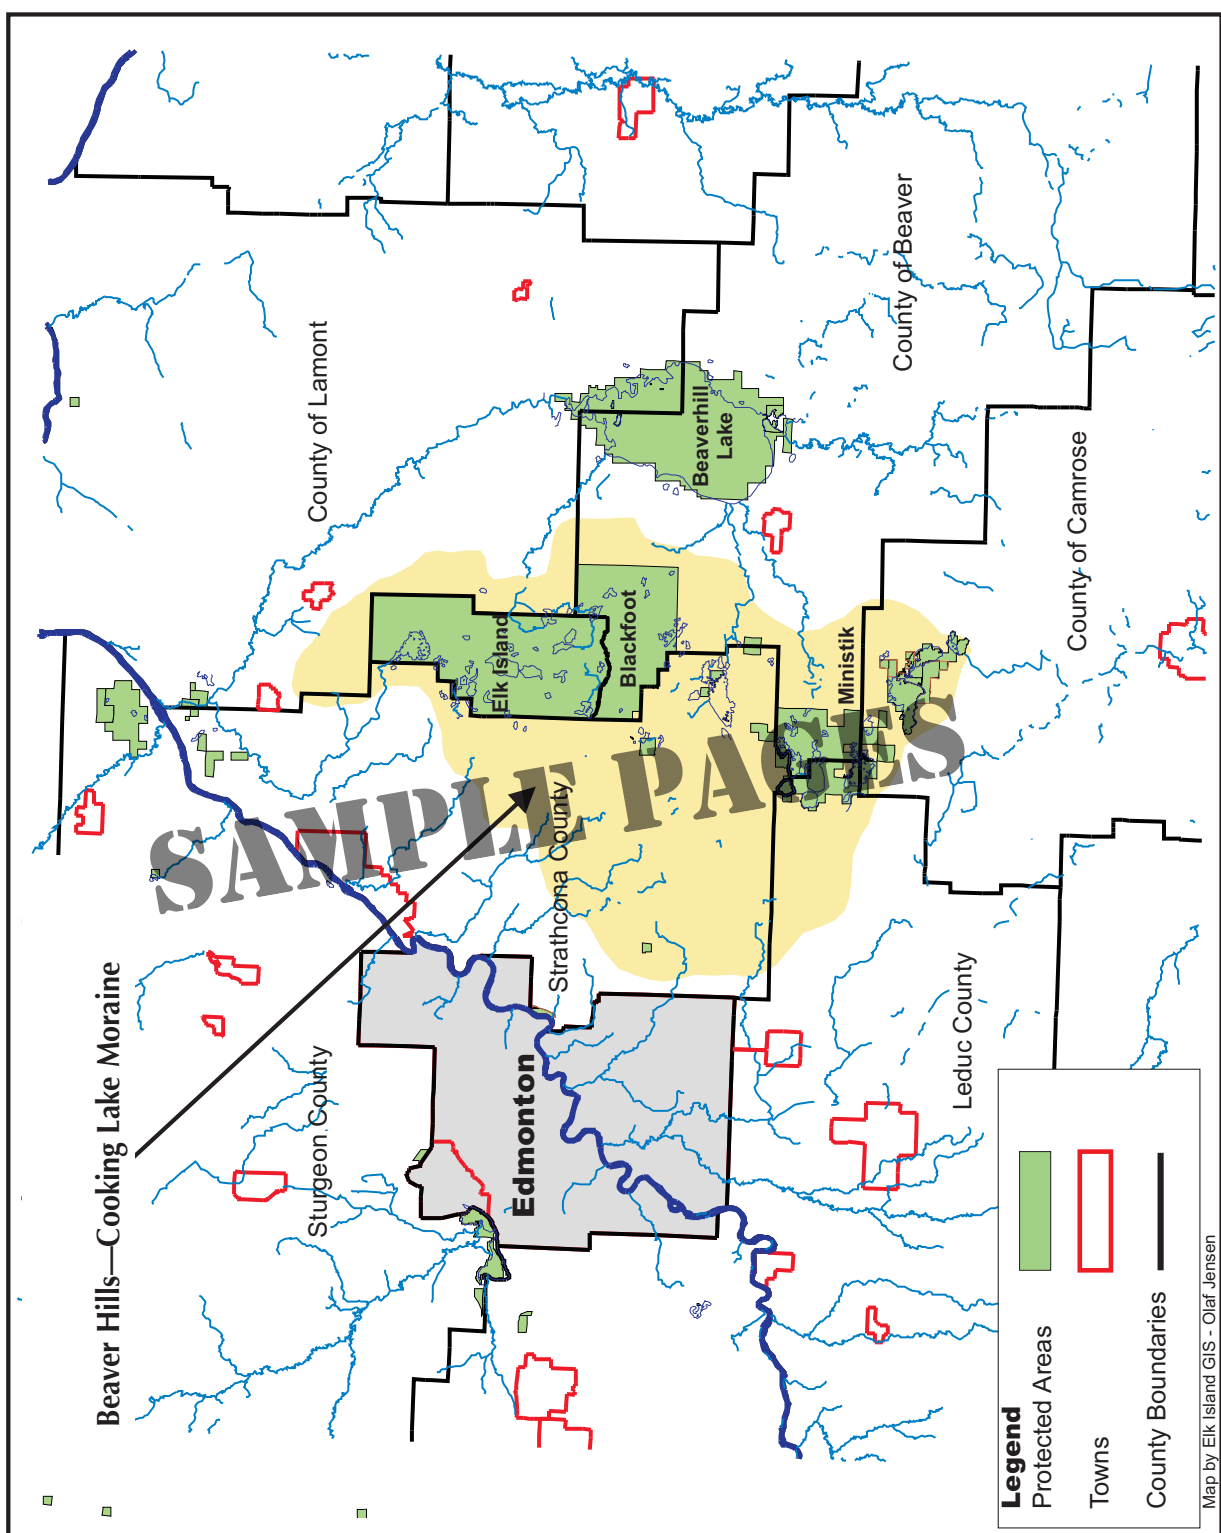 Beaver Hills—Cooking Lake Moraine
Sturgeon County
County of Lamont
Edmonton
Elk Island
Strathcona County
Blackfoot
Beaverhill
Lake
SAMPLE PAGES
Ministik
County of Beaver
Leduc County
County of Camrose
Legend
Protected Areas
Towns
County Boundaries
Map by Elk Island GIS - Olaf Jensen